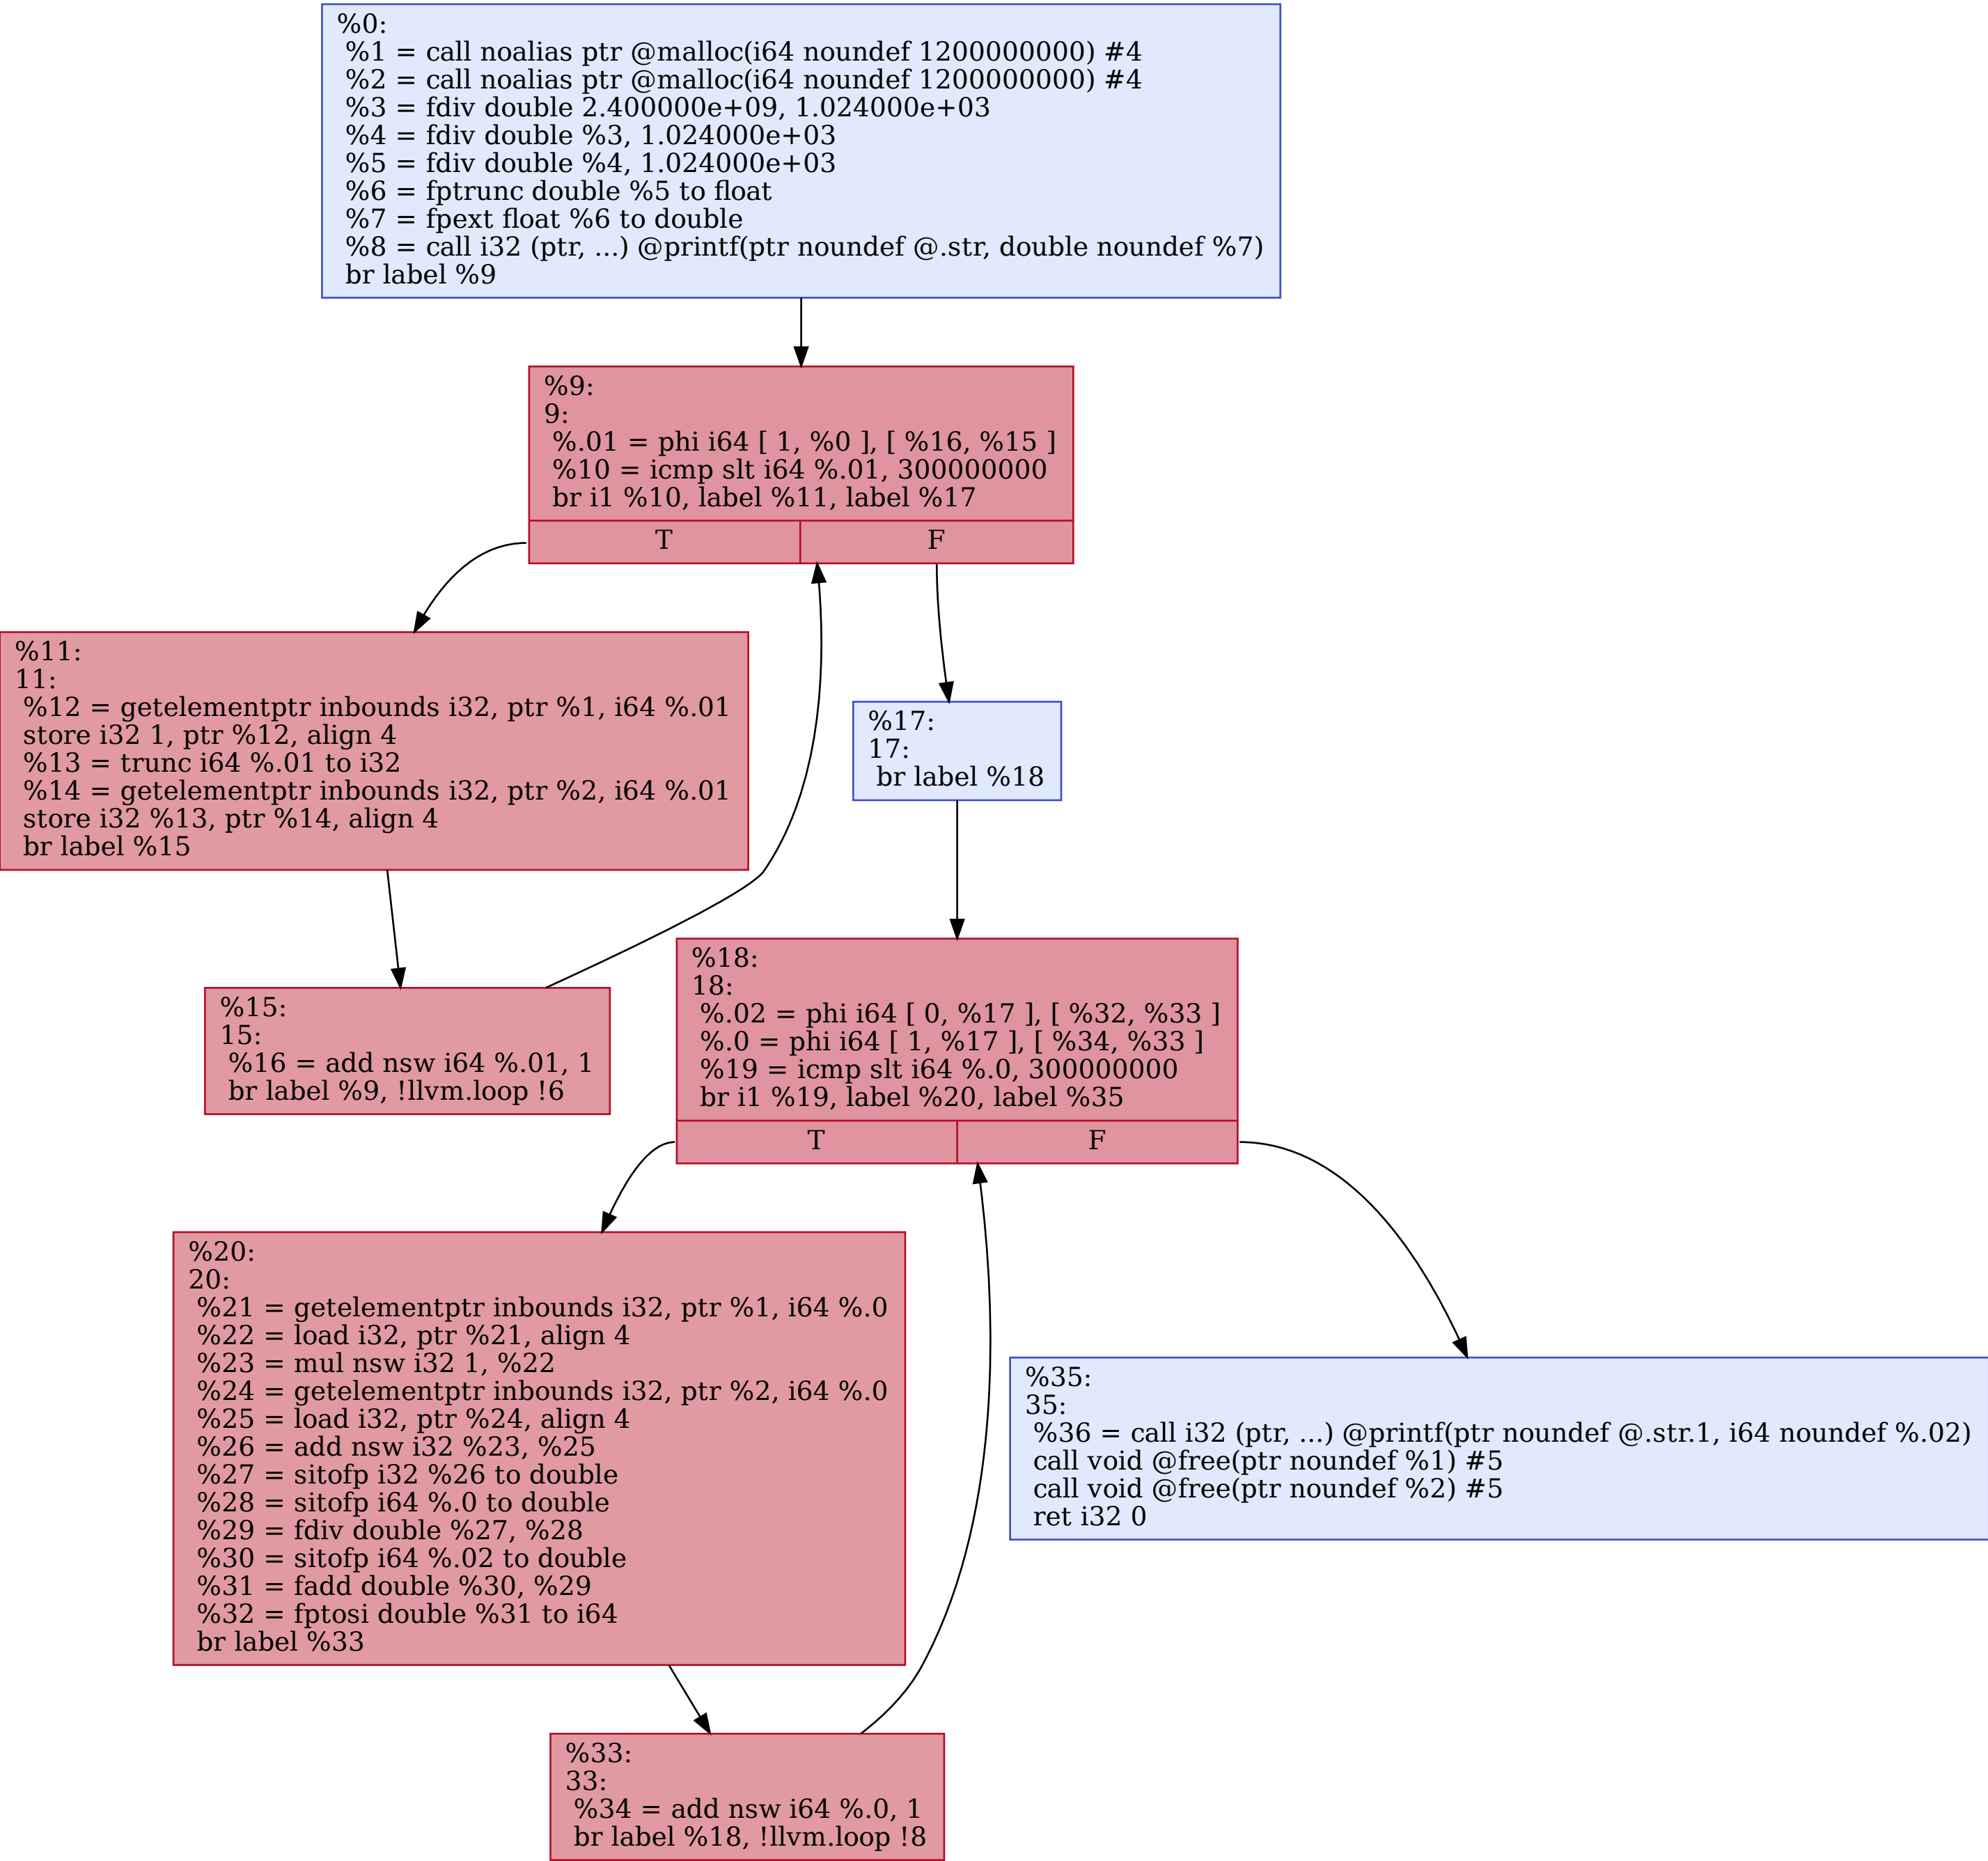 %0:
%1 = call noalias ptr @malloc(i64 noundef 1200000000) #4
%2 = call noalias ptr @malloc(i64 noundef 1200000000) #4
%3 = fdiv double 2.400000e+09, 1.024000e+03
%4 = fdiv double %3, 1.024000e+03
%5 = fdiv double %4, 1.024000e+03
%6 = fptrunc double %5 to float
%7 = fpext float %6 to double
%8 = call i32 (ptr, ...) @printf(ptr noundef @.str, double noundef %7)
br label %9
%9:
9:
%.01 = phi i64 [ 1, %0 ], [ %16, %15 ]
%10 = icmp slt i64 %.01, 300000000
br i1 %10, label %11, label %17
T
F
%11:
11:
%12 = getelementptr inbounds i32, ptr %1, i64 %.01
store i32 1, ptr %12, align 4
%13 = trunc i64 %.01 to i32
%14 = getelementptr inbounds i32, ptr %2, i64 %.01
store i32 %13, ptr %14, align 4
br label %15
%17:
17:
br label %18
%15:
15:
%16 = add nsw i64 %.01, 1
br label %9, !llvm.loop !6
%18:
18:
%.02 = phi i64 [ 0, %17 ], [ %32, %33 ]
%.0 = phi i64 [ 1, %17 ], [ %34, %33 ]
%19 = icmp slt i64 %.0, 300000000
br i1 %19, label %20, label %35
T
F
%20:
20:
%21 = getelementptr inbounds i32, ptr %1, i64 %.0
%22 = load i32, ptr %21, align 4
%23 = mul nsw i32 1, %22
%24 = getelementptr inbounds i32, ptr %2, i64 %.0
%25 = load i32, ptr %24, align 4
%26 = add nsw i32 %23, %25
%27 = sitofp i32 %26 to double
%28 = sitofp i64 %.0 to double
%29 = fdiv double %27, %28
%30 = sitofp i64 %.02 to double
%31 = fadd double %30, %29
%32 = fptosi double %31 to i64
br label %33
%35:
35:
%36 = call i32 (ptr, ...) @printf(ptr noundef @.str.1, i64 noundef %.02)
call void @free(ptr noundef %1) #5
call void @free(ptr noundef %2) #5
ret i32 0
%33:
33:
%34 = add nsw i64 %.0, 1
br label %18, !llvm.loop !8